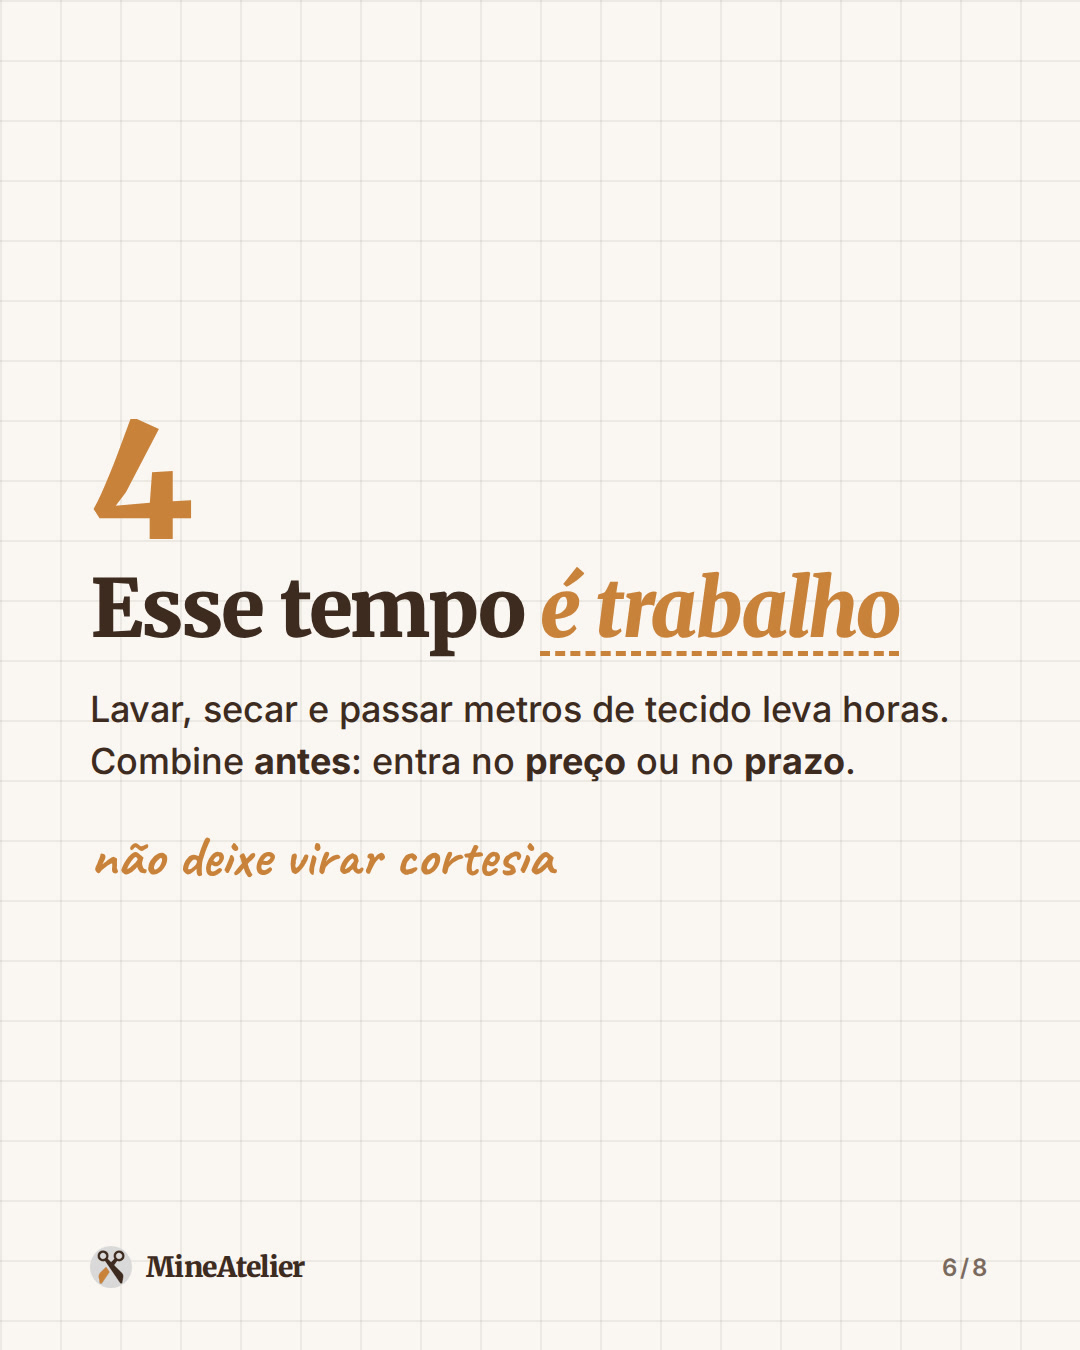 4
Esse tempo é trabalho
Lavar, secar e passar metros de tecido leva horas.
Combine antes: entra no preço ou no prazo.
não deixe virar cortesia
MineAtelier
6/8